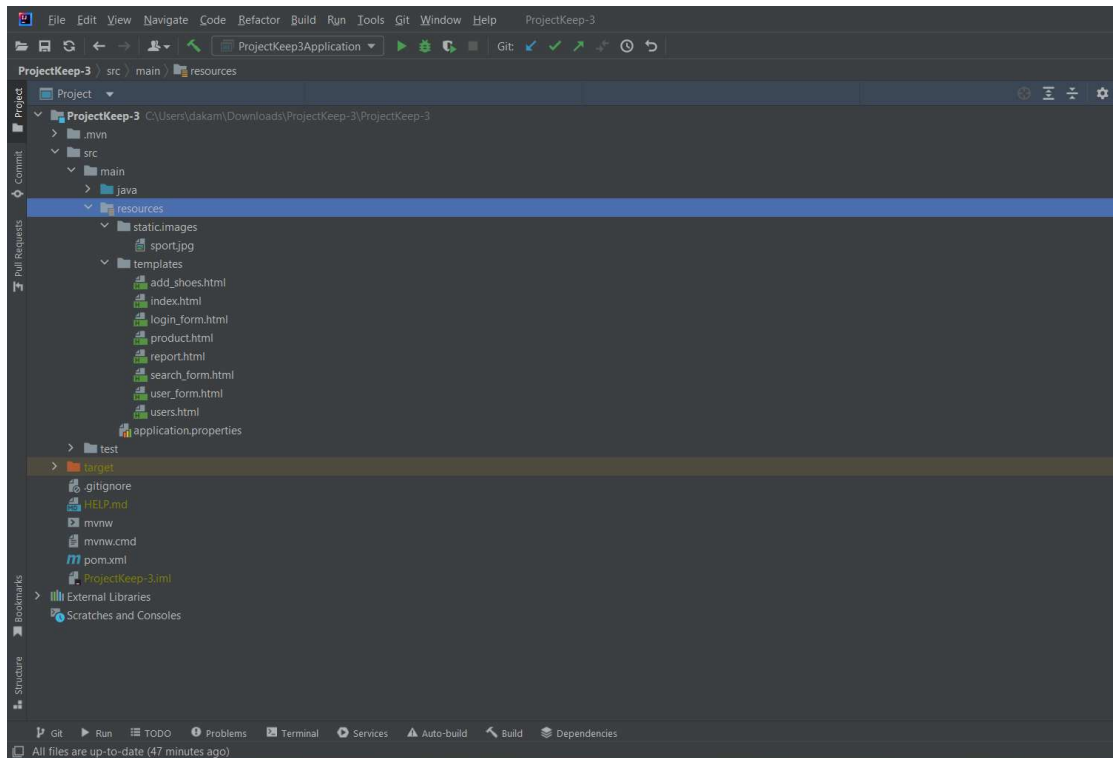 File Edit View Navigate Code Refactor Build Run Tools Git Window Help ProjectKeep-3
ProjectKeep3Application Git:
ProjectKeep-3 src main resources
Project
ProjectKeep-3 C:\Users\dakam\Downloads\ProjectKeep-3\ProjectKeep-3
.mvn
src
main
java
resources
static.images
sport.jpg
templates
add_shoes.html
index.html
login_form.html
product.html
report.html
search_form.html
user_form.html
users.html
application.properties
test
target
.gitignore
HELP.md
mvnw
mvnw.cmd
pom.xml
ProjectKeep-3.iml
External Libraries
Scratches and Consoles
Project
Commit
Pull Requests
Bookmarks
Structure
Git Run TODO Problems Terminal Services Auto-build Build Dependencies
All files are up-to-date (47 minutes ago)